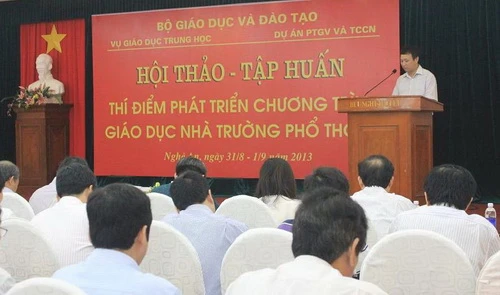 BỘ GIÁO DỤC VÀ ĐÀO TẠO
VỤ GIÁO DỤC TRUNG HỌC DỰ ÁN PTGV VÀ TCCN
HỘI THẢO - TẬP HUẤN
THÍ ĐIỂM PHÁT TRIỂN CHƯƠNG
GIÁO DỤC NHÀ TRƯỜNG PHỔ
Nghệ An, ngày 31/8 - 1/9 năm 2013